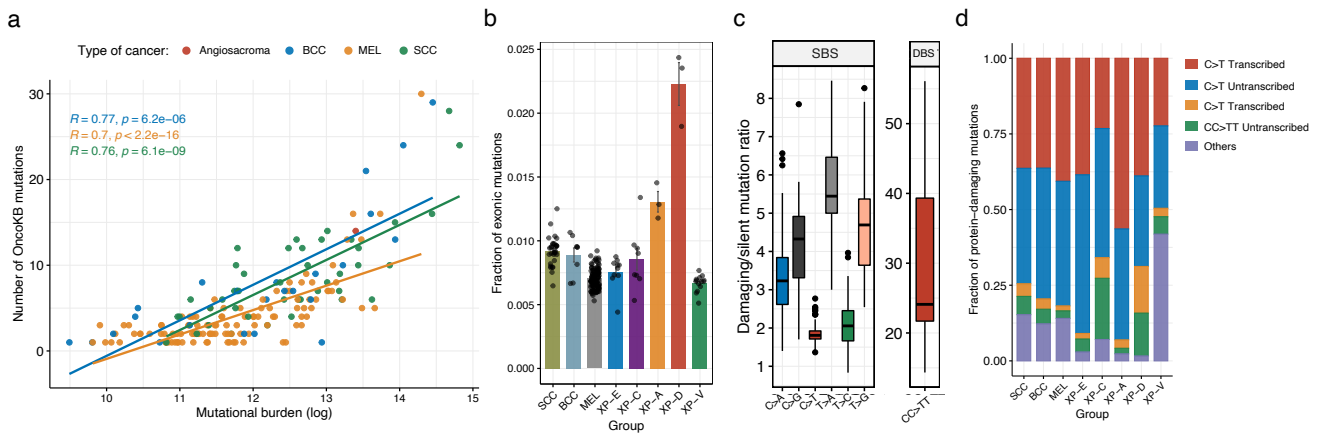 a
Type of cancer: Angiosacroma BCC MEL SCC
R = 0.77, p = 6.2e−06
R = 0.7, p < 2.2e−16
R = 0.76, p = 6.1e−09
Number of OncoKB mutations
30
20
10
0
10 11 12 13 14 15
Mutational burden (log)
b
Fraction of exonic mutations
0.025
0.020
0.015
0.010
0.005
0.000
SCC BCC MEL XP−E XP−C XP−A XP−D XP−V
Group
c
SBS
DBS
Damaging/silent mutation ratio
8
7
6
5
4
3
2
1
50
40
30
20
C>A C>G C>T T>A T>C T>G
CC>TT
d
Fraction of protein−damaging mutations
1.00
0.75
0.50
0.25
0.00
SCC BCC MEL XP−E XP−C XP−A XP−D XP−V
Group
C>T Transcribed
C>T Untranscribed
C>T Transcribed
CC>TT Untranscribed
Others